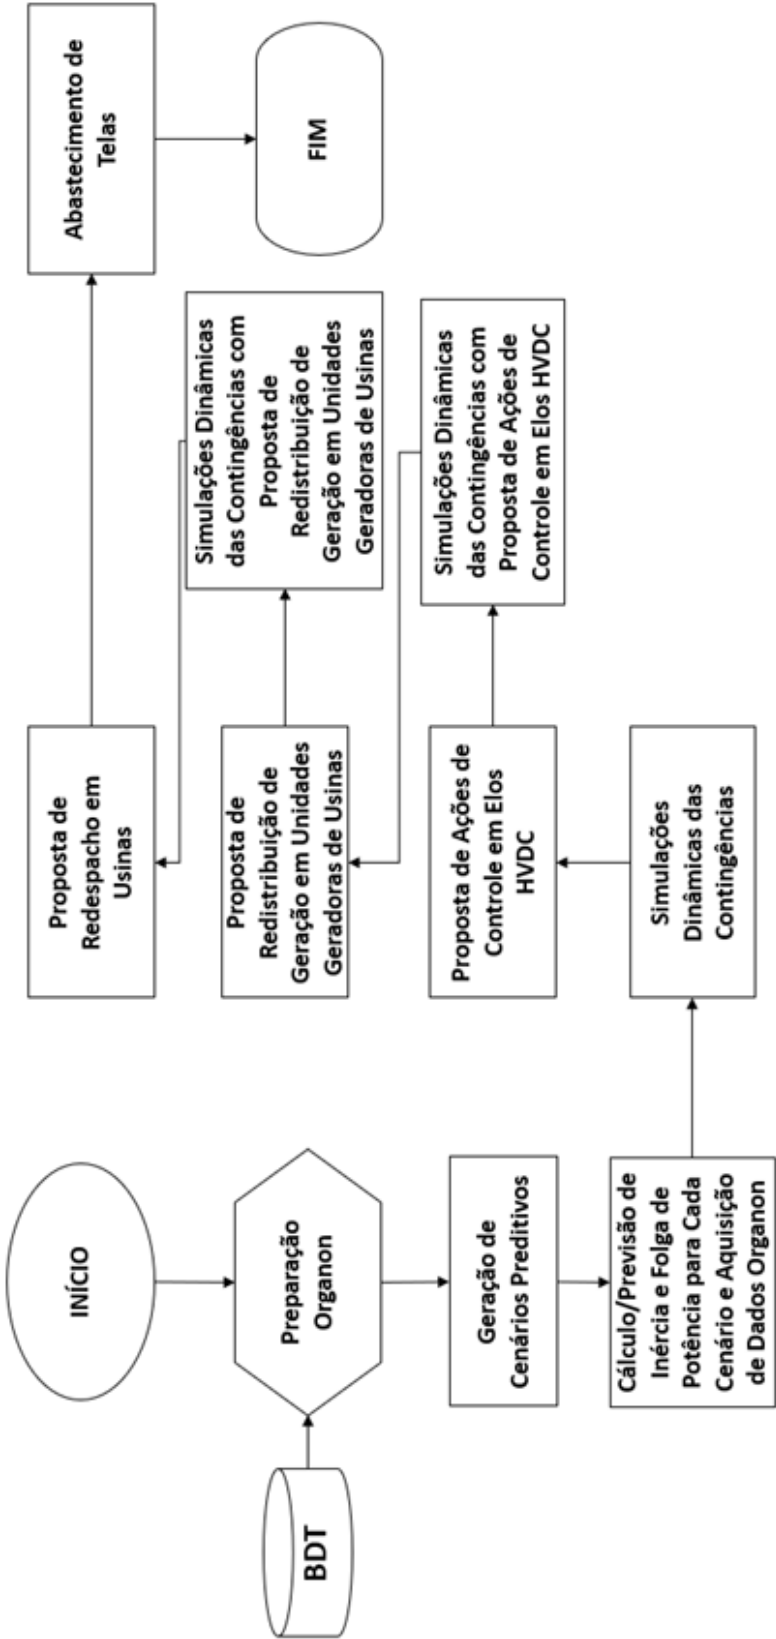 INÍCIO
BDT
Preparação
Organon
Geração de
Cenários Preditivos
Cálculo/Previsão de
Inércia e Folga de
Potência para Cada
Cenário e Aquisição
de Dados Organon
Simulações
Dinâmicas das
Contingências
Proposta de Ações de
Controle em Elos
HVDC
Simulações Dinâmicas
das Contingências com
Proposta de Ações de
Controle em Elos HVDC
Proposta de
Redistribuição de
Geração em Unidades
Geradoras de Usinas
Simulações Dinâmicas
das Contingências com
Proposta de
Redistribuição de
Geração em Unidades
Geradoras de Usinas
Proposta de
Redespacho em
Usinas
Abastecimento de
Telas
FIM